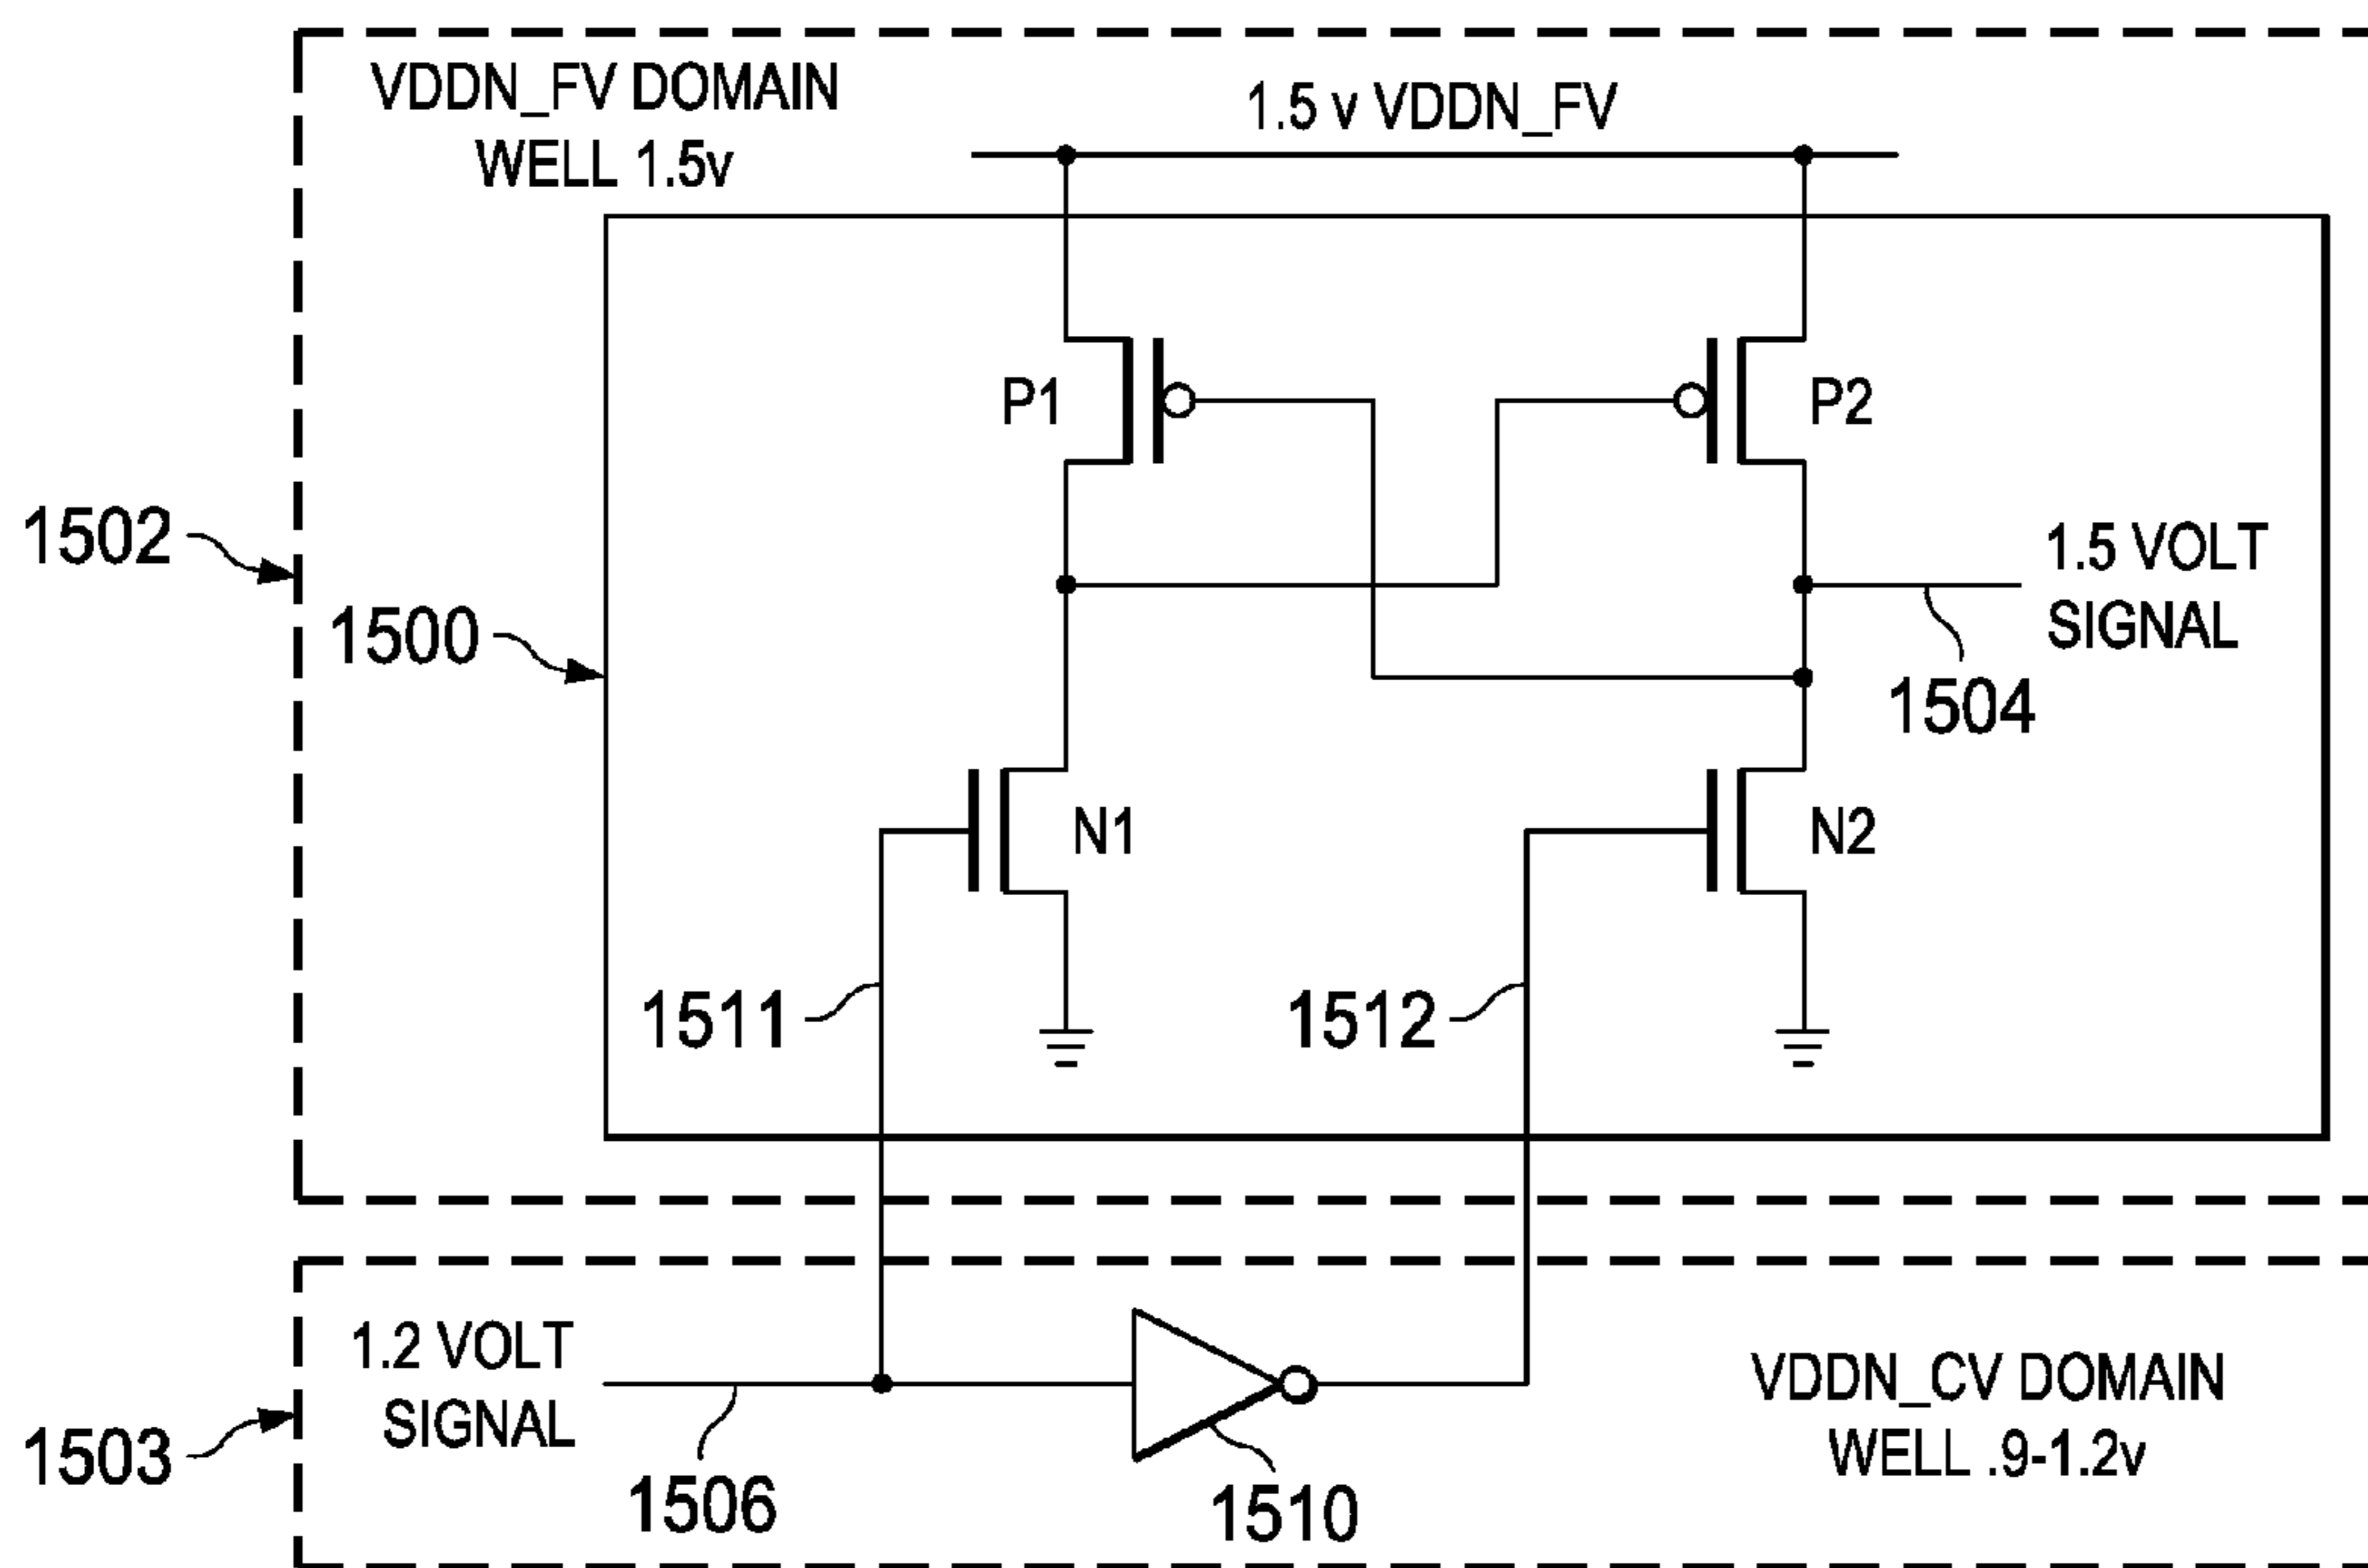 VDDN_FV DOMAIN
WELL 1.5v
1.5 v VDDN_FV
P1
P2
1502
1500
1.5 VOLT
SIGNAL
1504
N1
N2
1511
1512
1.2 VOLT
SIGNAL
1503
1506
1510
VDDN_CV DOMAIN
WELL .9-1.2v